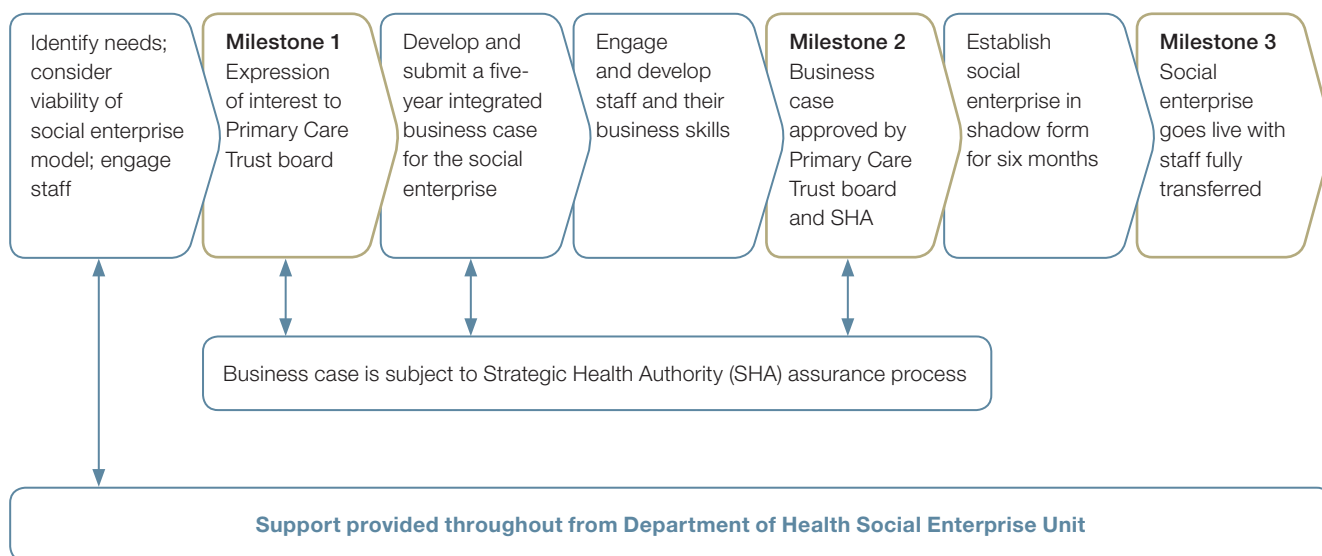 Identify needs;
consider
viability of
social enterprise
model; engage
staff
Milestone 1
Expression
of interest to
Primary Care
Trust board
Develop and
submit a five-
year integrated
business case
for the social
enterprise
Engage
and develop
staff and their
business skills
Milestone 2
Business
case
approved by
Primary Care
Trust board
and SHA
Establish
social
enterprise in
shadow form
for six months
Milestone 3
Social
enterprise
goes live with
staff fully
transferred
Business case is subject to Strategic Health Authority (SHA) assurance process
Support provided throughout from Department of Health Social Enterprise Unit